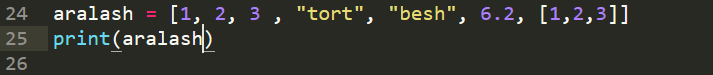 24 aralash = [1, 2, 3 , "tort", "besh", 6.2, [1,2,3]]
25 print(aralash)
26